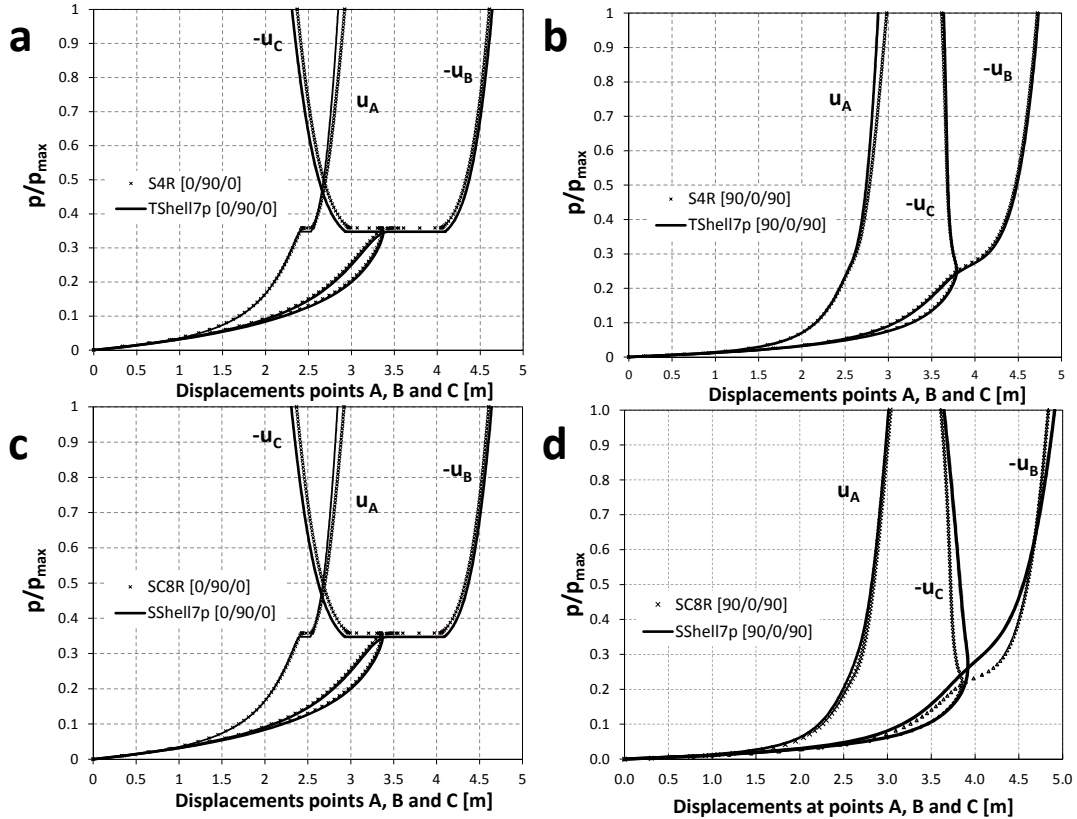 a
1
0.9
0.8
0.7
0.6
0.5
0.4
0.3
0.2
0.1
0
p/pmax
-uC
uA
-uB
S4R [0/90/0]
TShell7p [0/90/0]
0 0.5 1 1.5 2 2.5 3 3.5 4 4.5 5
Displacements points A, B and C [m]
b
1
0.9
0.8
0.7
0.6
0.5
0.4
0.3
0.2
0.1
0
p/pmax
uA
-uC
-uB
S4R [90/0/90]
TShell7p [90/0/90]
0 0.5 1 1.5 2 2.5 3 3.5 4 4.5 5
Displacements points A, B and C [m]
c
1
0.9
0.8
0.7
0.6
0.5
0.4
0.3
0.2
0.1
0
p/pmax
-uC
uA
-uB
SC8R [0/90/0]
SShell7p [0/90/0]
0 0.5 1 1.5 2 2.5 3 3.5 4 4.5 5
Displacements points A, B and C [m]
d
1.0
0.9
0.8
0.7
0.6
0.5
0.4
0.3
0.2
0.1
0.0
p/pmax
uA
-uC
-uB
SC8R [90/0/90]
SShell7p [90/0/90]
0.0 0.5 1.0 1.5 2.0 2.5 3.0 3.5 4.0 4.5 5.0
Displacements at points A, B and C [m]